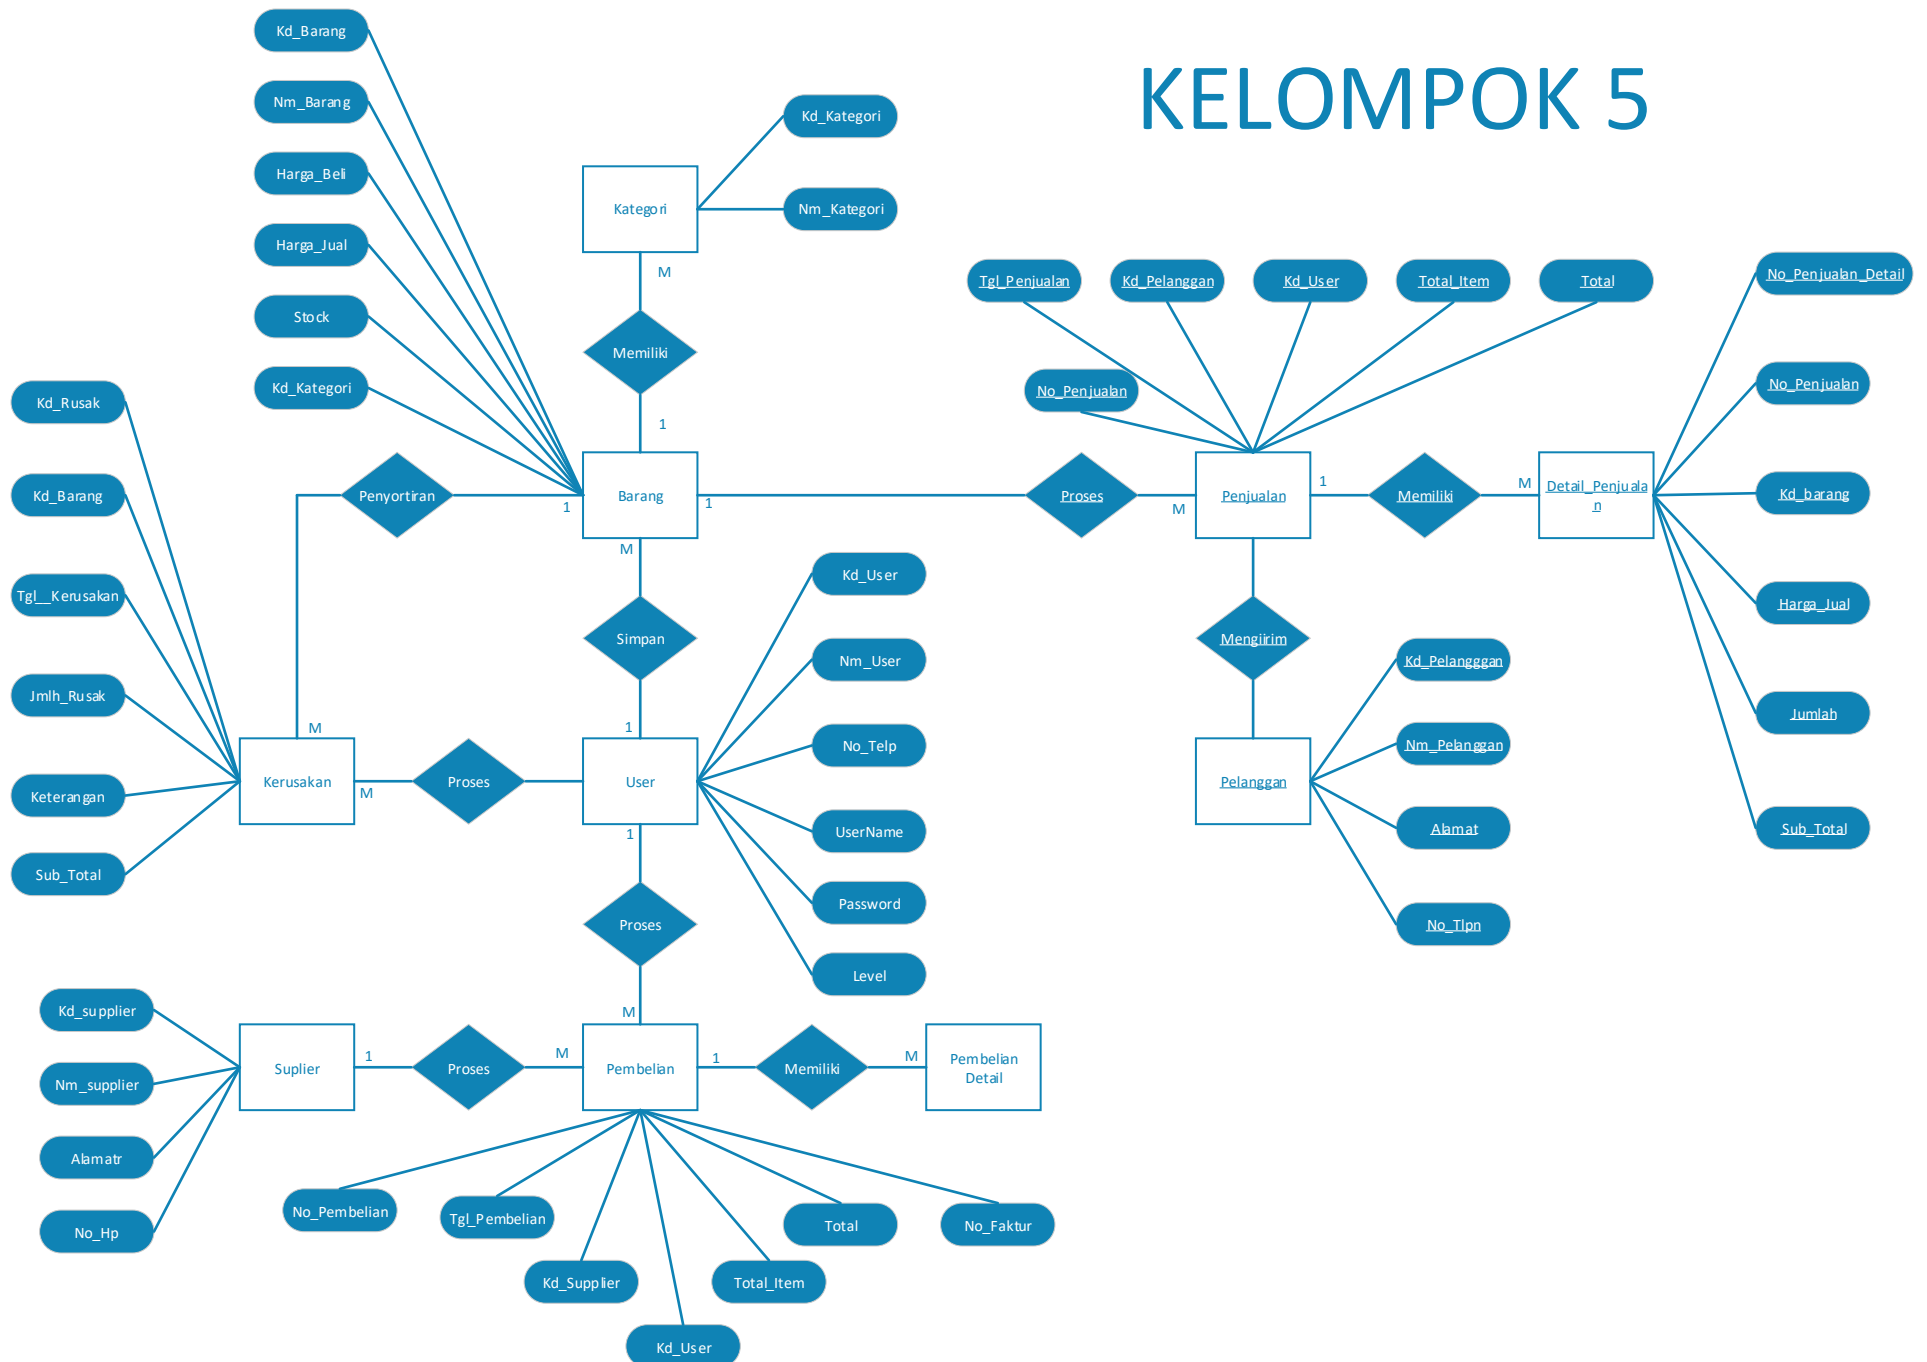 KELOMPOK 5
Kd_Barang
Nm_Barang
Harga_Beli
Harga_Jual
Stock
Kd_Kategori
Kd_Kategori
Nm_Kategori
Kategori
M
Memiliki
1
Tgl_Penjualan
Kd_Pelanggan
Kd_User
Total_Item
Total
No_Penjualan
No_Penjualan_Detail
No_Penjualan
Kd_barang
Harga_Jual
Jumlah
Sub_Total
Kd_Rusak
Kd_Barang
Tgl__Kerusakan
Jmlh_Rusak
Keterangan
Sub_Total
Penyortiran
1
Barang
1
Proses
M
Penjualan
1
Memiliki
M
Detail_Penjuala
n
M
Simpan
1
Mengiirim
Kd_User
Nm_User
No_Telp
UserName
Password
Level
Kd_Pelangggan
Nm_Pelanggan
Alamat
No_Tlpn
Pelanggan
M
Kerusakan
M
Proses
User
1
Proses
M
Kd_supplier
Nm_supplier
Alamatr
No_Hp
Suplier
1
Proses
M
Pembelian
1
Memiliki
M
Pembelian
Detail
No_Pembelian
Tgl_Pembelian
Kd_Supplier
Kd_User
Total_Item
Total
No_Faktur